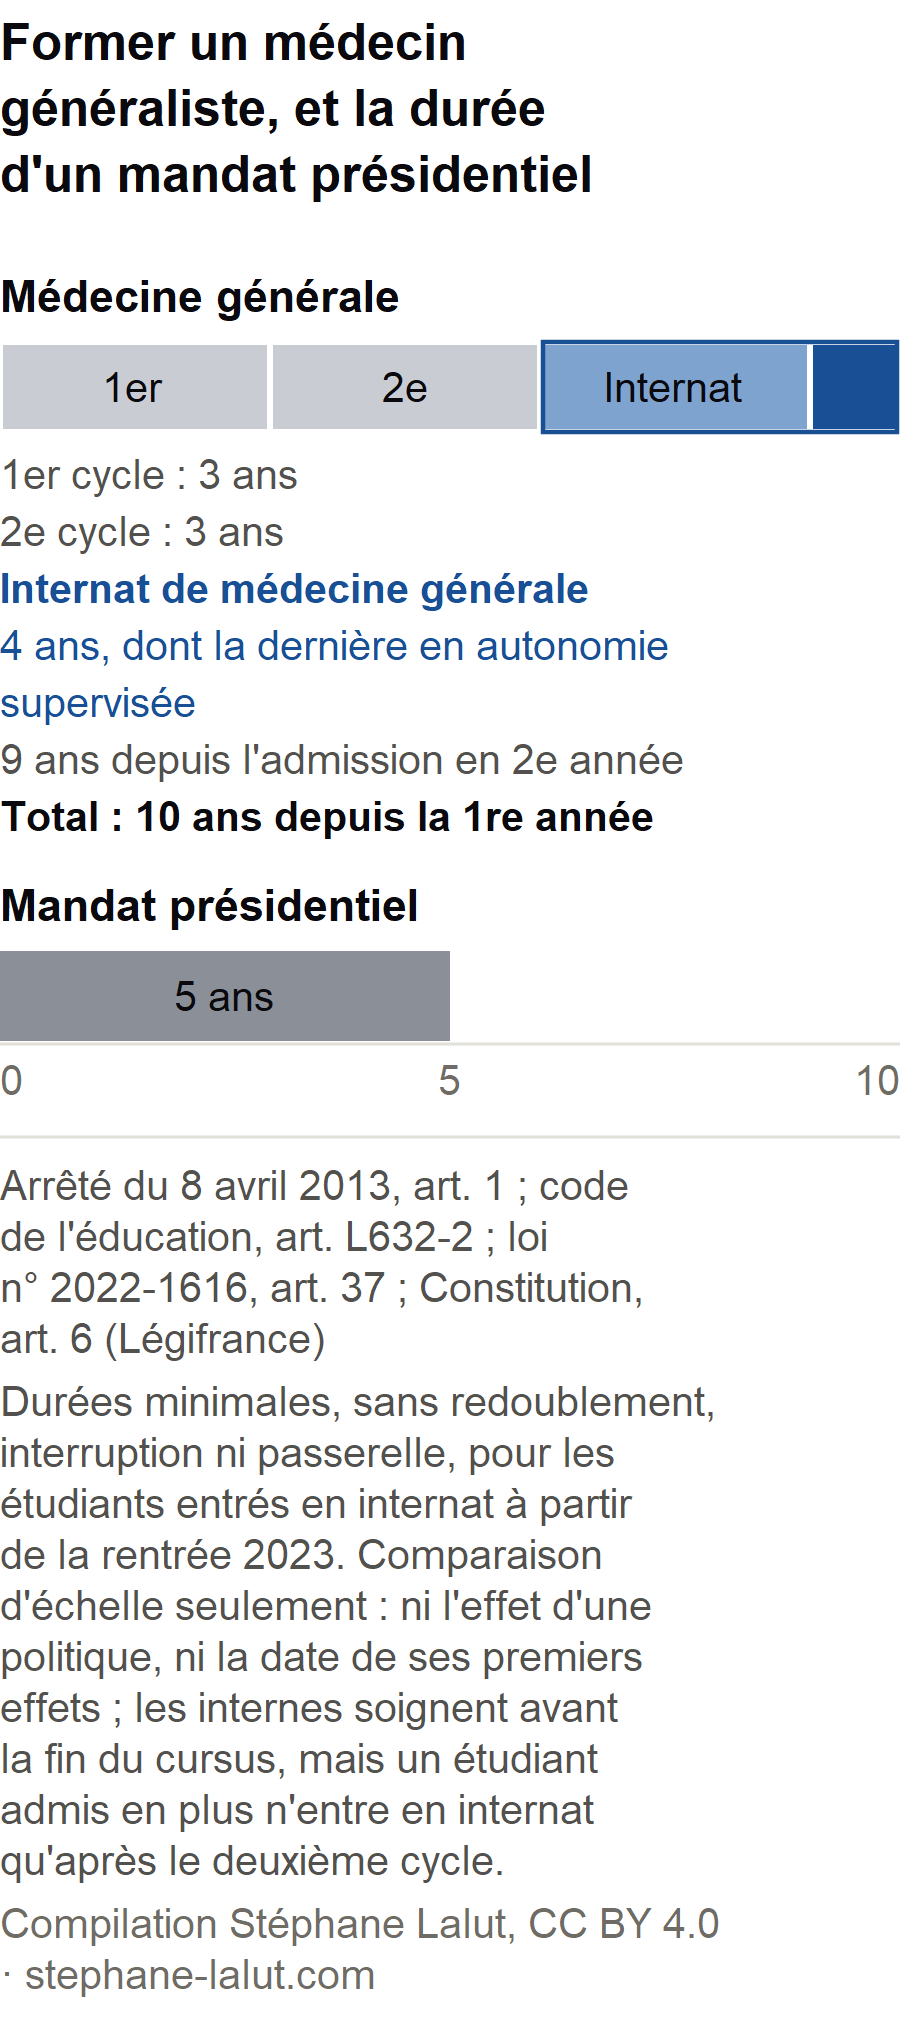 Former un médecin
généraliste, et la durée
d'un mandat présidentiel
Médecine générale
1er
2e
Internat
1er cycle : 3 ans
2e cycle : 3 ans
Internat de médecine générale
4 ans, dont la dernière en autonomie
supervisée
9 ans depuis l'admission en 2e année
Total : 10 ans depuis la 1re année
Mandat présidentiel
5 ans
0
5
10
Arrêté du 8 avril 2013, art. 1 ; code
de l'éducation, art. L632-2 ; loi
n° 2022-1616, art. 37 ; Constitution,
art. 6 (Légifrance)
Durées minimales, sans redoublement,
interruption ni passerelle, pour les
étudiants entrés en internat à partir
de la rentrée 2023. Comparaison
d'échelle seulement : ni l'effet d'une
politique, ni la date de ses premiers
effets ; les internes soignent avant
la fin du cursus, mais un étudiant
admis en plus n'entre en internat
qu'après le deuxième cycle.
Compilation Stéphane Lalut, CC BY 4.0
· stephane-lalut.com